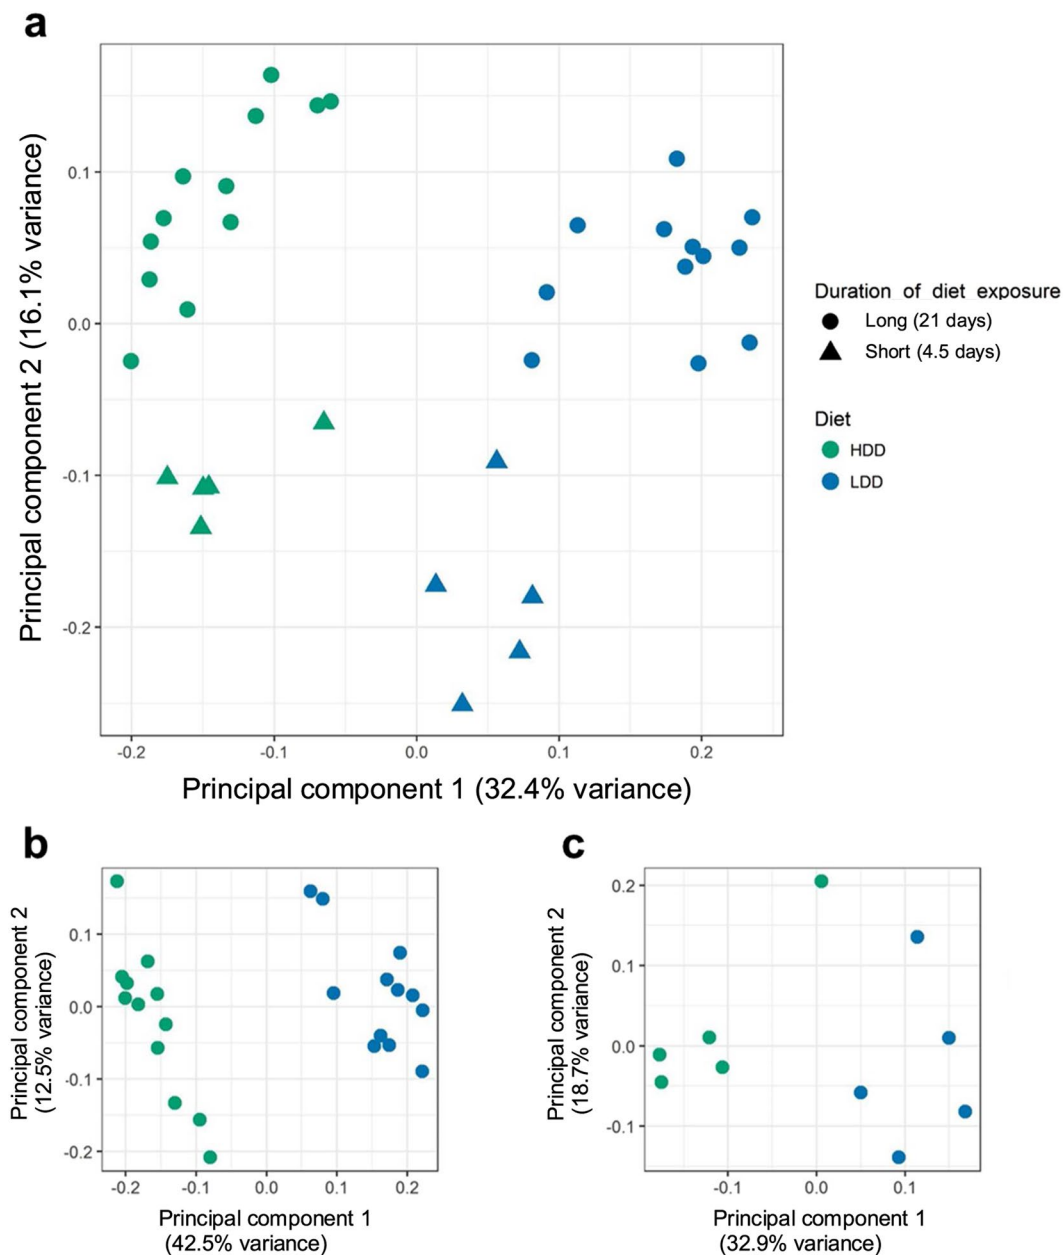 a
Principal component 2 (16.1% variance)
0.1
0.0
-0.1
-0.2
-0.2 -0.1 0.0 0.1 0.2
Principal component 1 (32.4% variance)
Duration of diet exposure
Long (21 days)
Short (4.5 days)
Diet
HDD
LDD
b
Principal component 2
(12.5% variance)
0.1
0.0
-0.1
-0.2
-0.2 -0.1 0.0 0.1 0.2
Principal component 1
(42.5% variance)
c
Principal component 2
(18.7% variance)
0.2
0.1
0.0
-0.1
-0.1 0.0 0.1
Principal component 1
(32.9% variance)